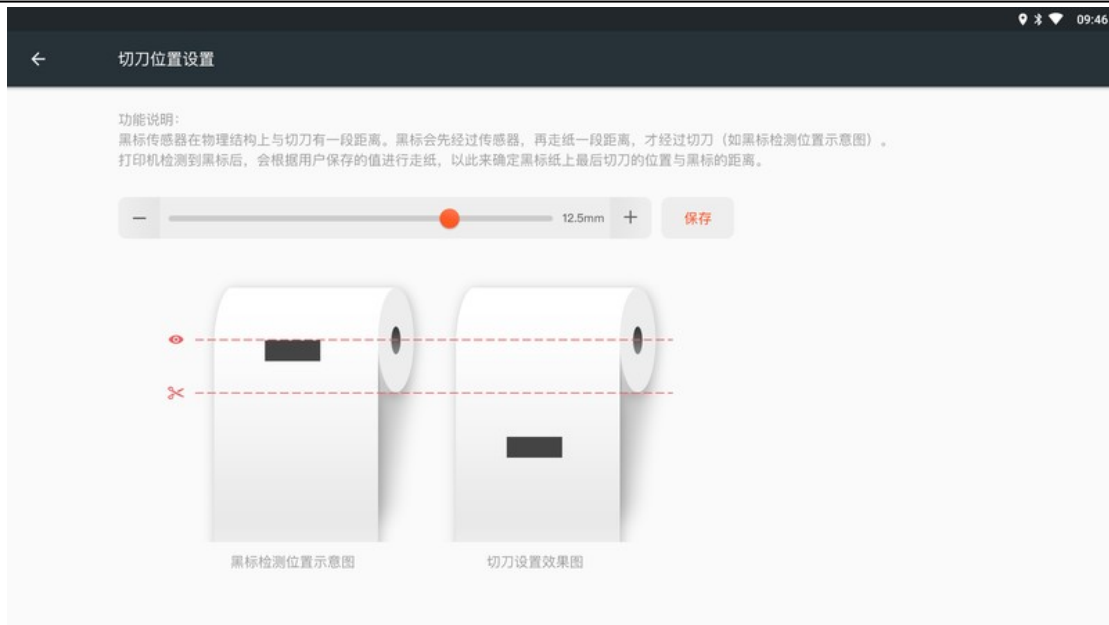 09:46
切刀位置设置
功能说明：
黑标传感器在物理结构上与切刀有一段距离。黑标会先经过传感器，再走纸一段距离，才经过切刀（如黑标检测位置示意图）。
打印机检测到黑标后，会根据用户保存的值进行走纸，以此来确定黑标纸上最后切刀的位置与黑标的距离。
12.5mm 保存
黑标检测位置示意图 切刀设置效果图